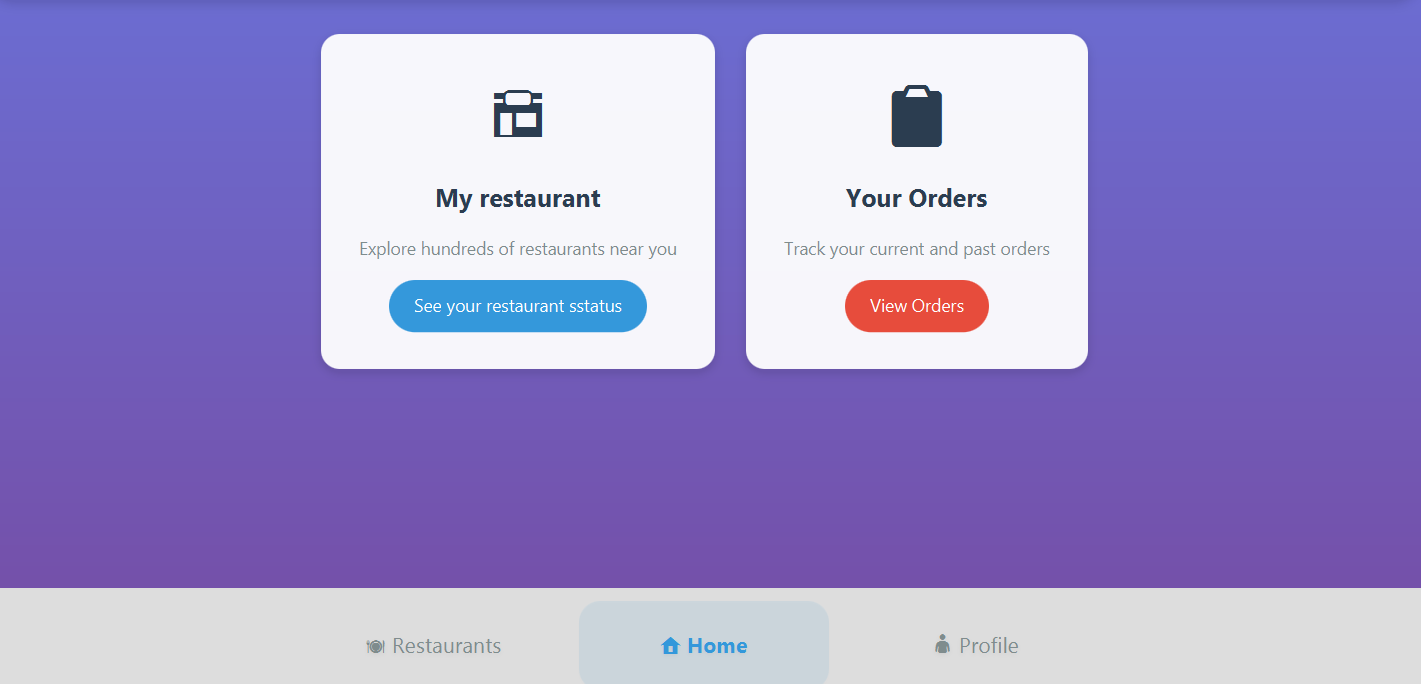 My restaurant
Explore hundreds of restaurants near you
See your restaurant sstatus
Your Orders
Track your current and past orders
View Orders
Restaurants
Home
Profile